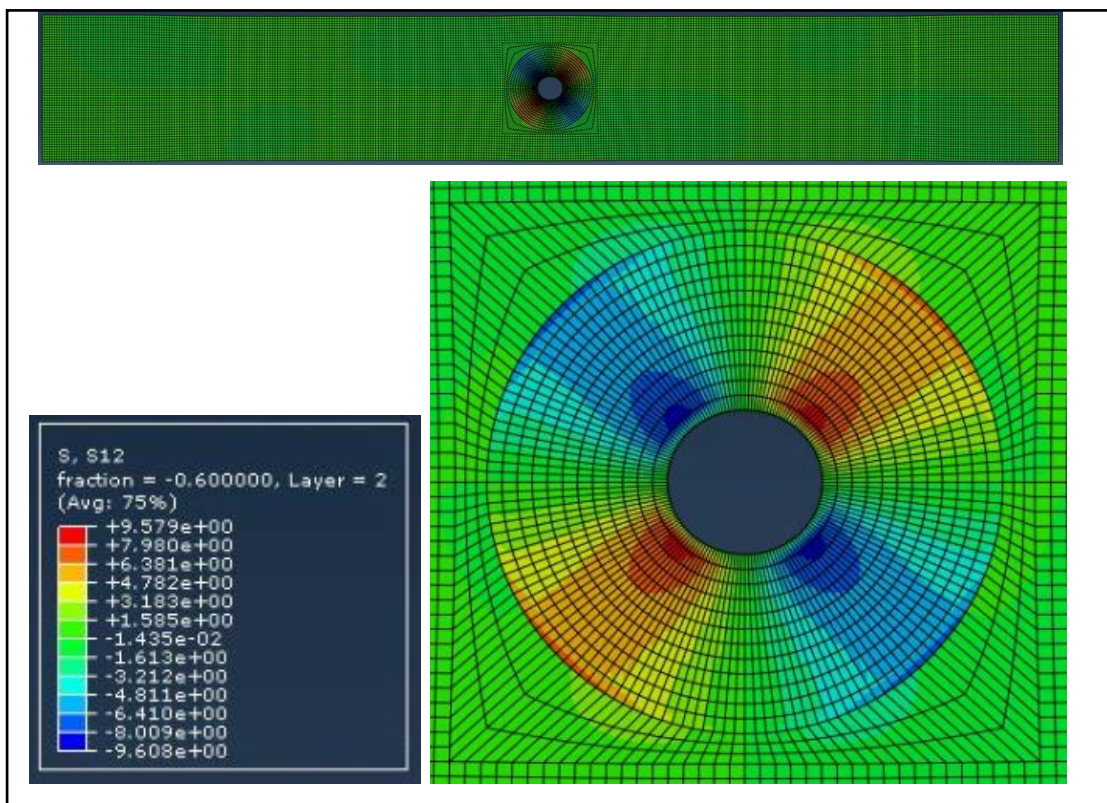 S, S12
fraction = -0.600000, Layer = 2
(Avg: 75%)
+9.579e+00
+7.980e+00
+6.381e+00
+4.782e+00
+3.183e+00
+1.585e+00
-1.435e-02
-1.613e+00
-3.212e+00
-4.811e+00
-6.410e+00
-8.009e+00
-9.608e+00